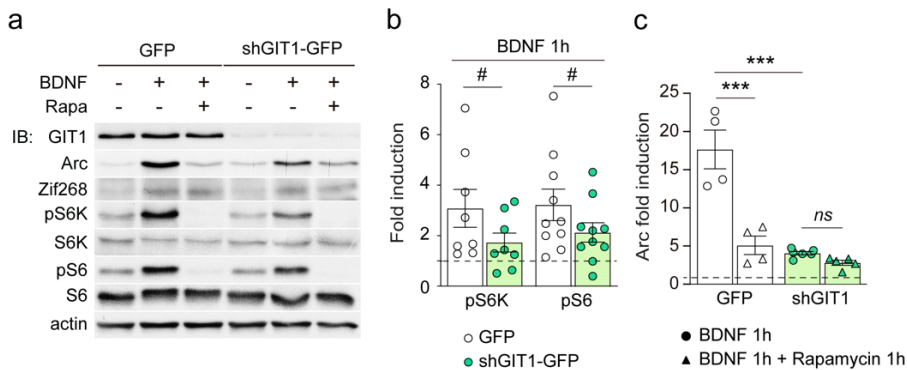 a
GFP shGIT1-GFP
BDNF - + + - + +
Rapa - - + - - +
IB: GIT1
Arc
Zif268
pS6K
S6K
pS6
S6
actin
b
BDNF 1h
# #
Fold induction
8
6
4
2
0
pS6K pS6
GFP
shGIT1-GFP
c
***
***
ns
Arc fold induction
25
20
15
10
5
0
GFP shGIT1
BDNF 1h
BDNF 1h + Rapamycin 1h